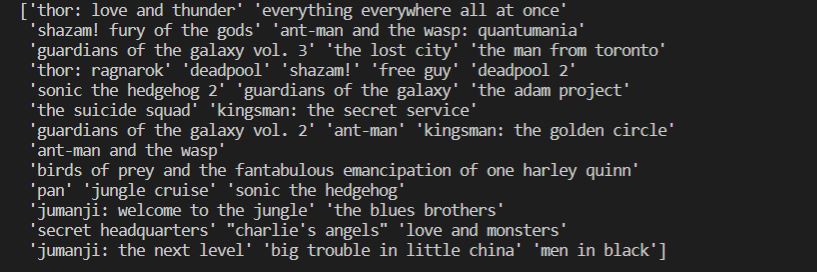 ['thor: love and thunder' 'everything everywhere all at once'
'shazam! fury of the gods' 'ant-man and the wasp: quantumania'
'guardians of the galaxy vol. 3' 'the lost city' 'the man from toronto'
'thor: ragnarok' 'deadpool' 'shazam!' 'free guy' 'deadpool 2'
'sonic the hedgehog 2' 'guardians of the galaxy' 'the adam project'
'the suicide squad' 'kingsman: the secret service'
'guardians of the galaxy vol. 2' 'ant-man' 'kingsman: the golden circle'
'ant-man and the wasp'
'birds of prey and the fantabulous emancipation of one harley quinn'
'pan' 'jungle cruise' 'sonic the hedgehog'
'jumanji: welcome to the jungle' 'the blues brothers'
'secret headquarters' "charlie's angels" 'love and monsters'
'jumanji: the next level' 'big trouble in little china' 'men in black']